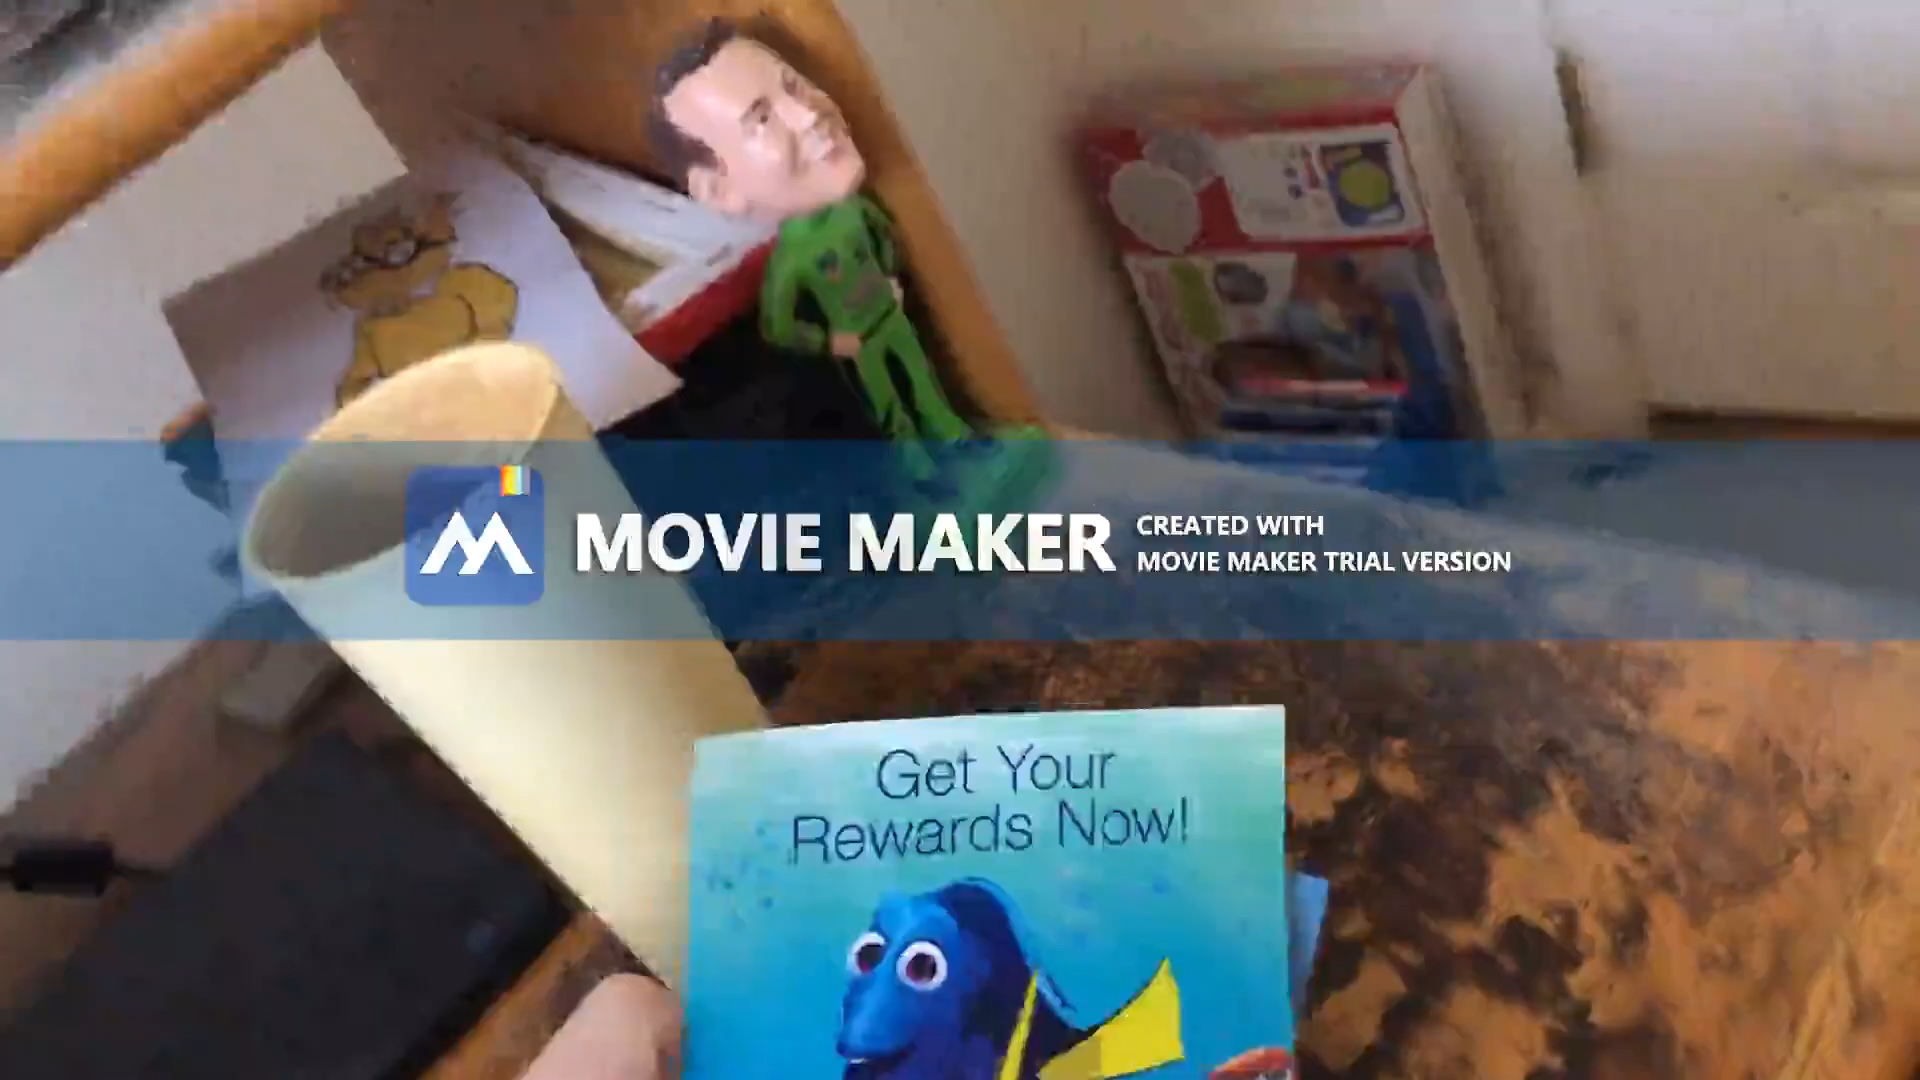 MOVIE MAKER
CREATED WITH
MOVIE MAKER TRIAL VERSION
Get Your
Rewards Now!